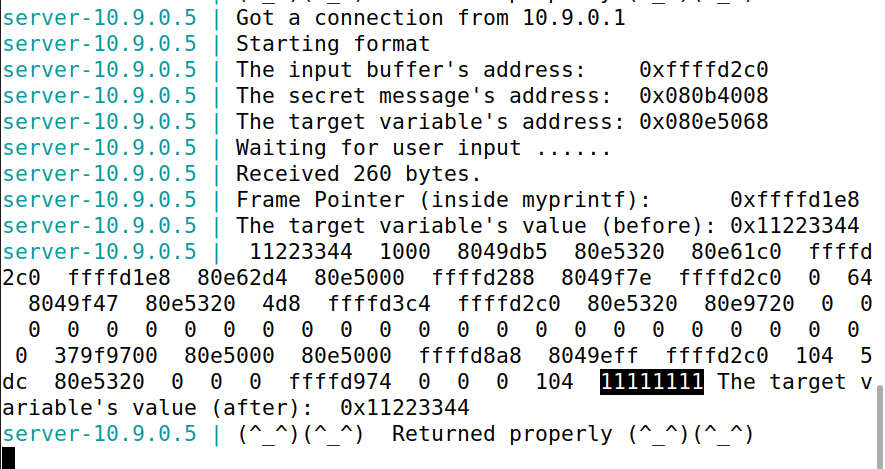 server-10.9.0.5 | Got a connection from 10.9.0.1
server-10.9.0.5 | Starting format
server-10.9.0.5 | The input buffer's address:    0xffffd2c0
server-10.9.0.5 | The secret message's address:  0x080b4008
server-10.9.0.5 | The target variable's address: 0x080e5068
server-10.9.0.5 | Waiting for user input ......
server-10.9.0.5 | Received 260 bytes.
server-10.9.0.5 | Frame Pointer (inside myprintf):      0xffffd1e8
server-10.9.0.5 | The target variable's value (before): 0x11223344
server-10.9.0.5 |  11223344  1000  8049db5  80e5320  80e61c0  ffffd
2c0  ffffd1e8  80e62d4  80e5000  ffffd288  8049f7e  ffffd2c0  0  64
  8049f47  80e5320  4d8  ffffd3c4  ffffd2c0  80e5320  80e9720  0  0
  0  0  0  0  0  0  0  0  0  0  0  0  0  0  0  0  0  0  0  0  0  0
 0  379f9700  80e5000  80e5000  ffffd8a8  8049eff  ffffd2c0  104  5
dc  80e5320  0  0  0  ffffd974  0  0  0  104  11111111 The target v
ariable's value (after):  0x11223344
server-10.9.0.5 | (^_^)(^_^)  Returned properly (^_^)(^_^)